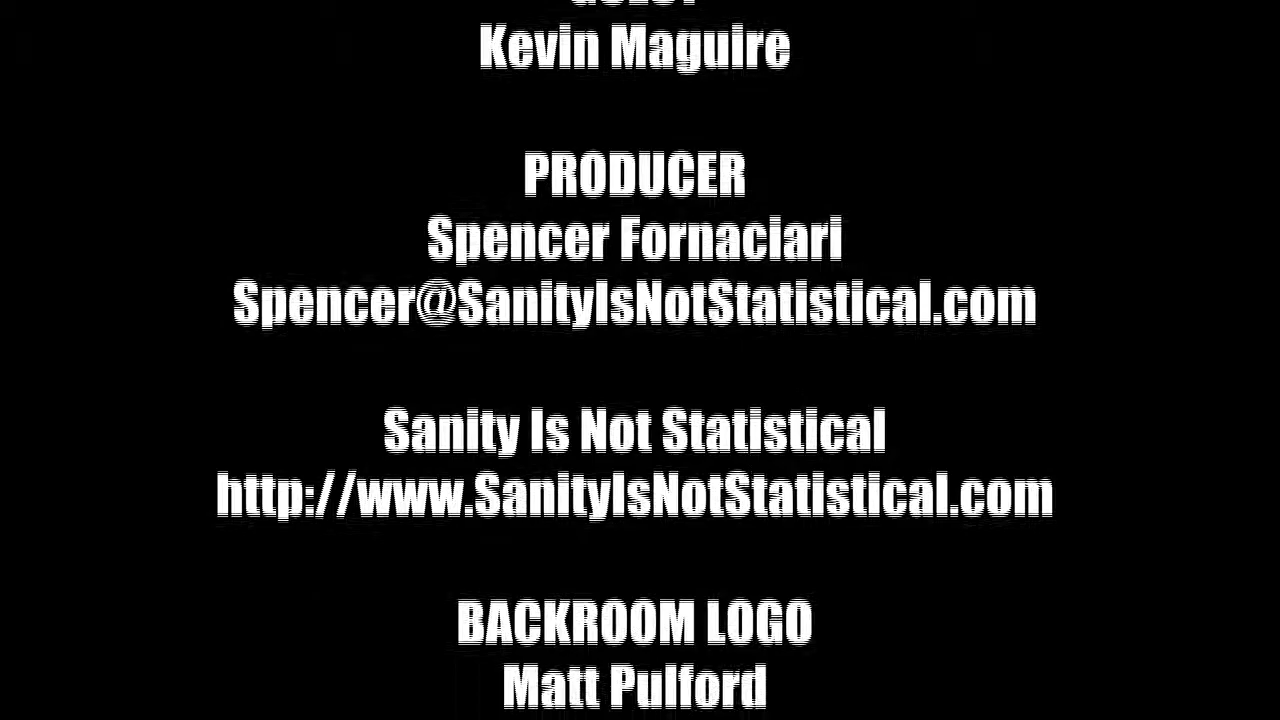 GUEST
Kevin Maguire
PRODUCER
Spencer Fornaciari
Spencer@SanityIsNotStatistical.com
Sanity Is Not Statistical
http://www.SanityIsNotStatistical.com
BACKROOM LOGO
Matt Pulford